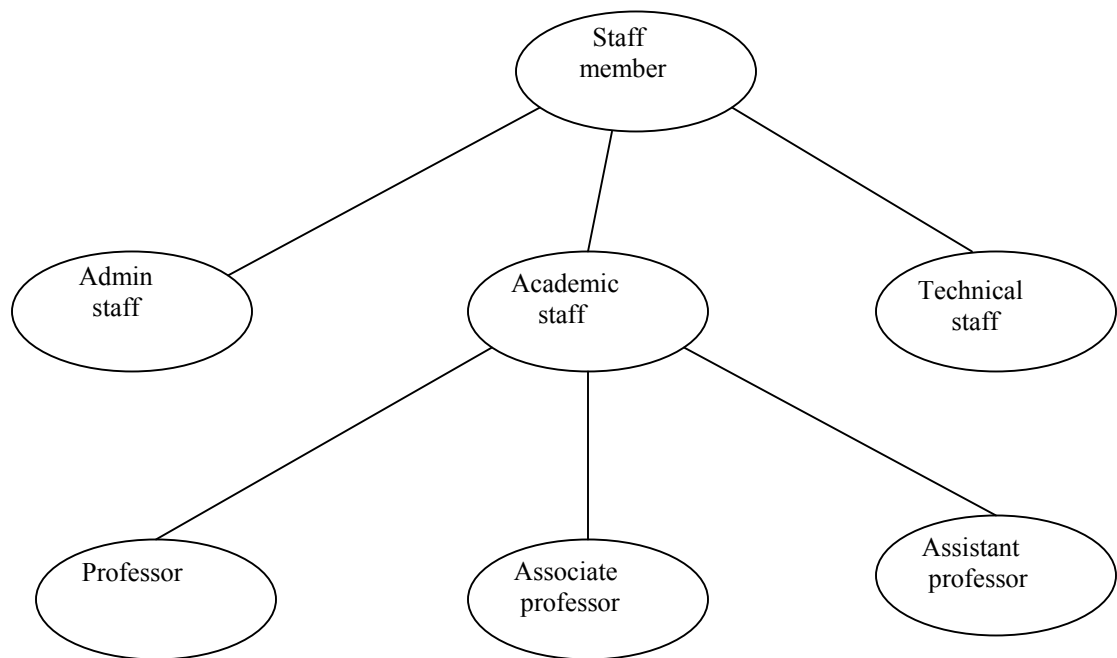 Staff
member
Admin
staff
Academic
staff
Technical
staff
Professor
Associate
professor
Assistant
professor